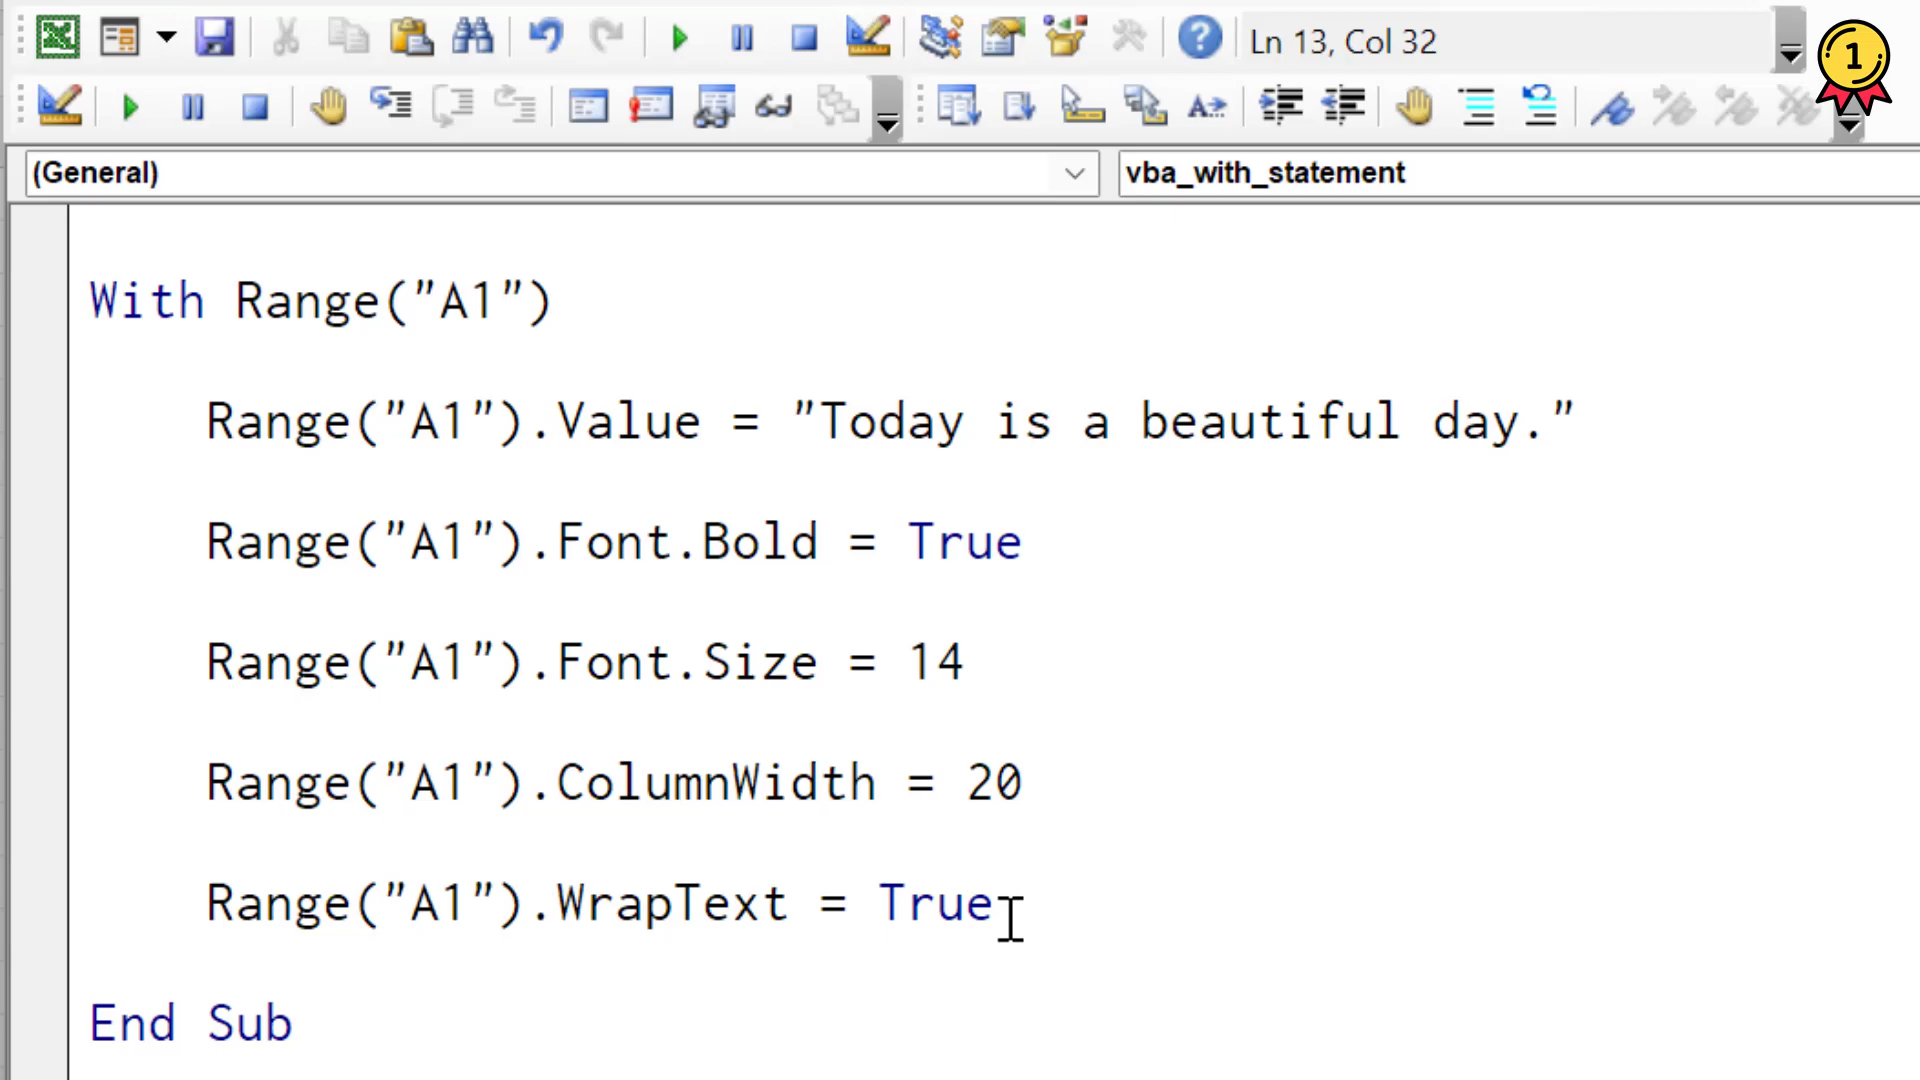 Ln 13, Col 32
1
(General)
vba_with_statement
With Range("A1")
Range("A1").Value = "Today is a beautiful day."
Range("A1").Font.Bold = True
Range("A1").Font.Size = 14
Range("A1").ColumnWidth = 20
Range("A1").WrapText = True
End Sub